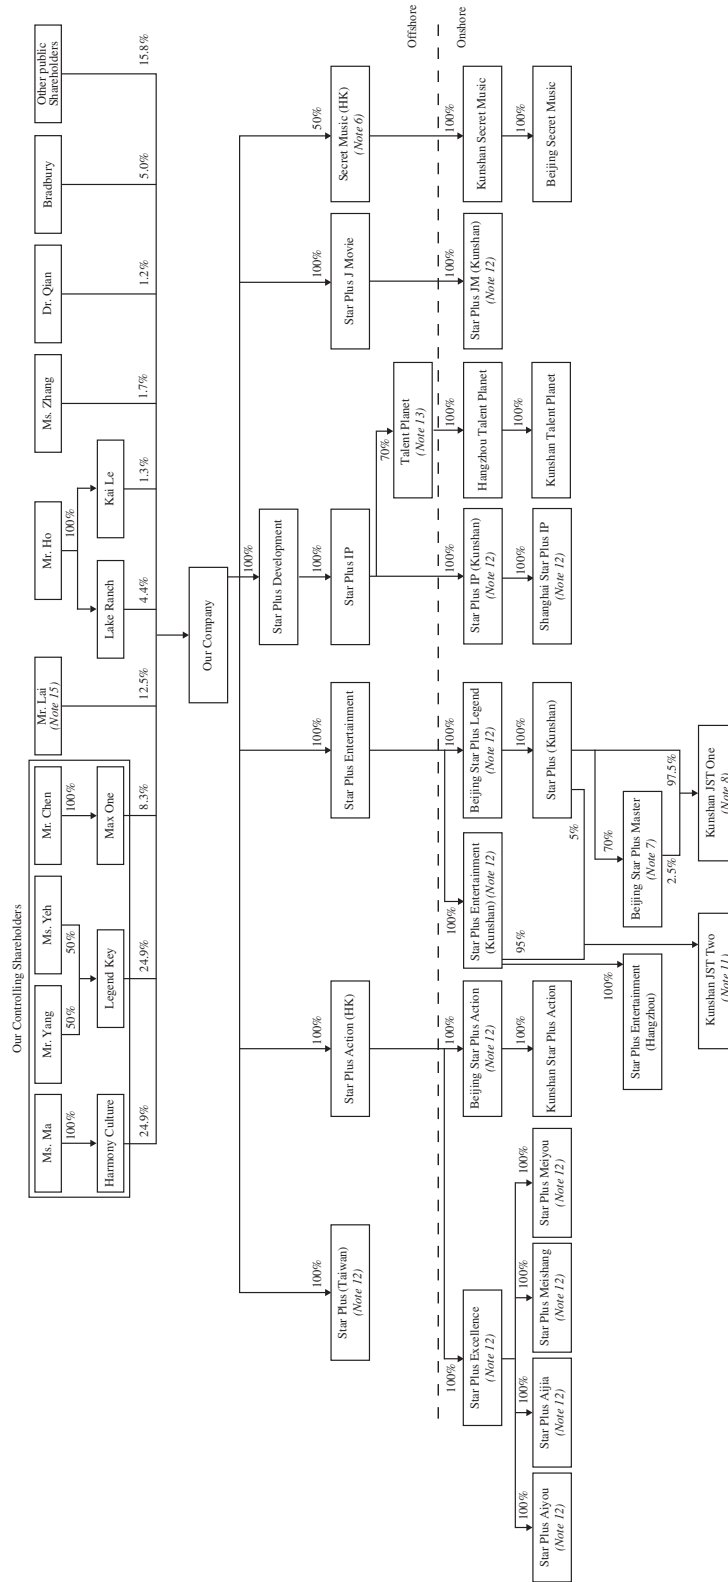 Our Controlling Shareholders
Ms. Ma
Mr. Yang
Ms. Yeh
Mr. Chen
Mr. Lai
(Note 15)
Mr. Ho
Ms. Zhang
Dr. Qian
Bradbury
Other public
Shareholders
100%
50%
50%
100%
100%
Harmony Culture
Legend Key
Max One
Lake Ranch
Kai Le
24.9%
24.9%
8.3%
12.5%
4.4%
1.3%
1.7%
1.2%
5.0%
15.8%
Our Company
100%
Star Plus Development
100%
100%
100%
100%
100%
50%
Star Plus (Taiwan)
(Note 12)
Star Plus Action (HK)
Star Plus Entertainment
Star Plus IP
Star Plus J Movie
Secret Music (HK)
(Note 6)
70%
Talent Planet
(Note 13)
Offshore
Onshore
100%
100%
100%
100%
100%
100%
100%
100%
Star Plus Excellence
(Note 12)
Beijing Star Plus Action
(Note 12)
Star Plus Entertainment
(Kunshan) (Note 12)
Beijing Star Plus Legend
(Note 12)
Star Plus IP (Kunshan)
(Note 12)
Hangzhou Talent Planet
Star Plus JM (Kunshan)
(Note 12)
Kunshan Secret Music
100%
100%
100%
100%
100%
100%
100%
100%
100%
Star Plus Aiyou
(Note 12)
Star Plus Aijia
(Note 12)
Star Plus Meishang
(Note 12)
Star Plus Meiyou
(Note 12)
Kunshan Star Plus Action
Star Plus (Kunshan)
Shanghai Star Plus IP
(Note 12)
Kunshan Talent Planet
Beijing Secret Music
95%
5%
100%
70%
Star Plus Entertainment
(Hangzhou)
Beijing Star Plus Master
(Note 7)
2.5%
97.5%
Kunshan JST Two
(Note 11)
Kunshan JST One
(Note 8)